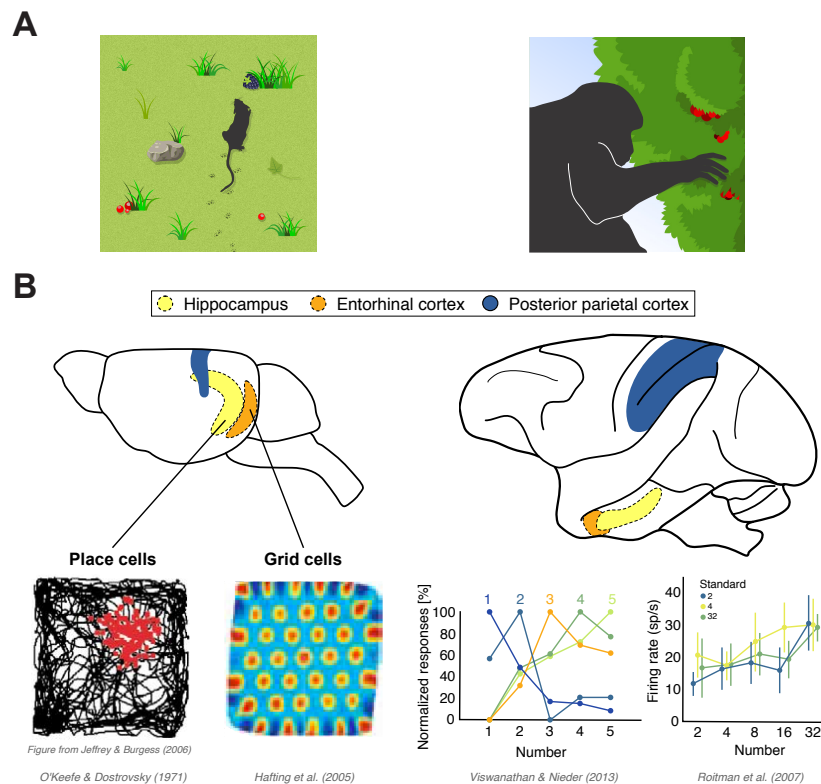 A
B
Hippocampus Entorhinal cortex Posterior parietal cortex
Place cells
Grid cells
Figure from Jeffrey & Burgess (2006)
O'Keefe & Dostrovsky (1971)
Hafting et al. (2005)
Normalized responses [%]
100
80
60
40
20
0
1 2 3 4 5
1 2 3 4 5
Number
Viswanathan & Nieder (2013)
Firing rate (sp/s)
40
30
20
10
0
Standard
2
4
32
2 4 8 16 32
Number
Roitman et al. (2007)